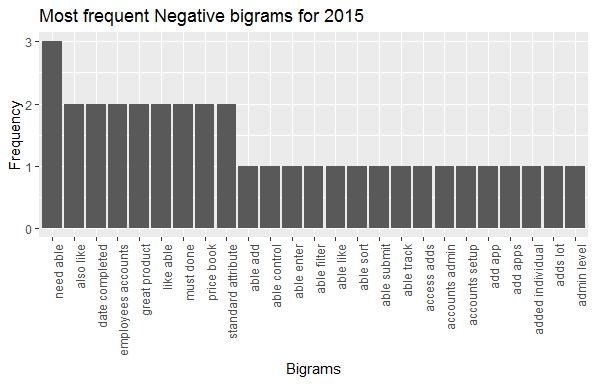 Most frequent Negative bigrams for 2015
Frequency
3
2
1
0
need able
also like
date completed
employees accounts
great product
like able
must done
price book
standard attribute
able add
able control
able enter
able filter
able like
able sort
able submit
able track
access adds
accounts admin
accounts setup
add app
add apps
added individual
adds lot
admin level
Bigrams